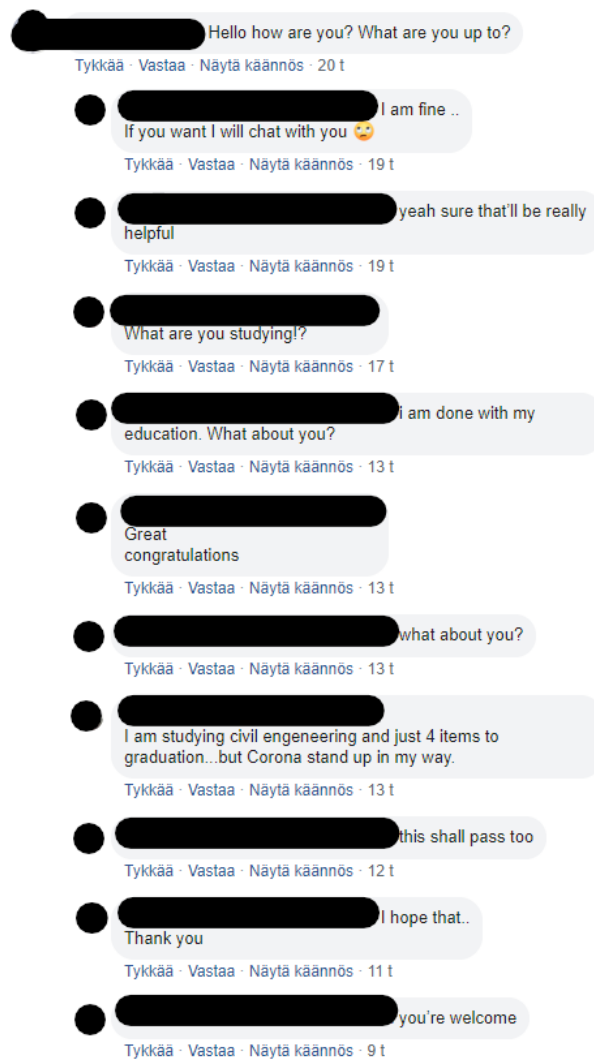 Hello how are you? What are you up to?
Tykkää · Vastaa · Näytä käännös · 20 t
I am fine ..
If you want I will chat with you 🙄
Tykkää · Vastaa · Näytä käännös · 19 t
yeah sure that'll be really
helpful
Tykkää · Vastaa · Näytä käännös · 19 t
What are you studying!?
Tykkää · Vastaa · Näytä käännös · 17 t
i am done with my
education. What about you?
Tykkää · Vastaa · Näytä käännös · 13 t
Great
congratulations
Tykkää · Vastaa · Näytä käännös · 13 t
what about you?
Tykkää · Vastaa · Näytä käännös · 13 t
I am studying civil engeneering and just 4 items to
graduation...but Corona stand up in my way.
Tykkää · Vastaa · Näytä käännös · 13 t
this shall pass too
Tykkää · Vastaa · Näytä käännös · 12 t
I hope that..
Thank you
Tykkää · Vastaa · Näytä käännös · 11 t
you're welcome
Tykkää · Vastaa · Näytä käännös · 9 t